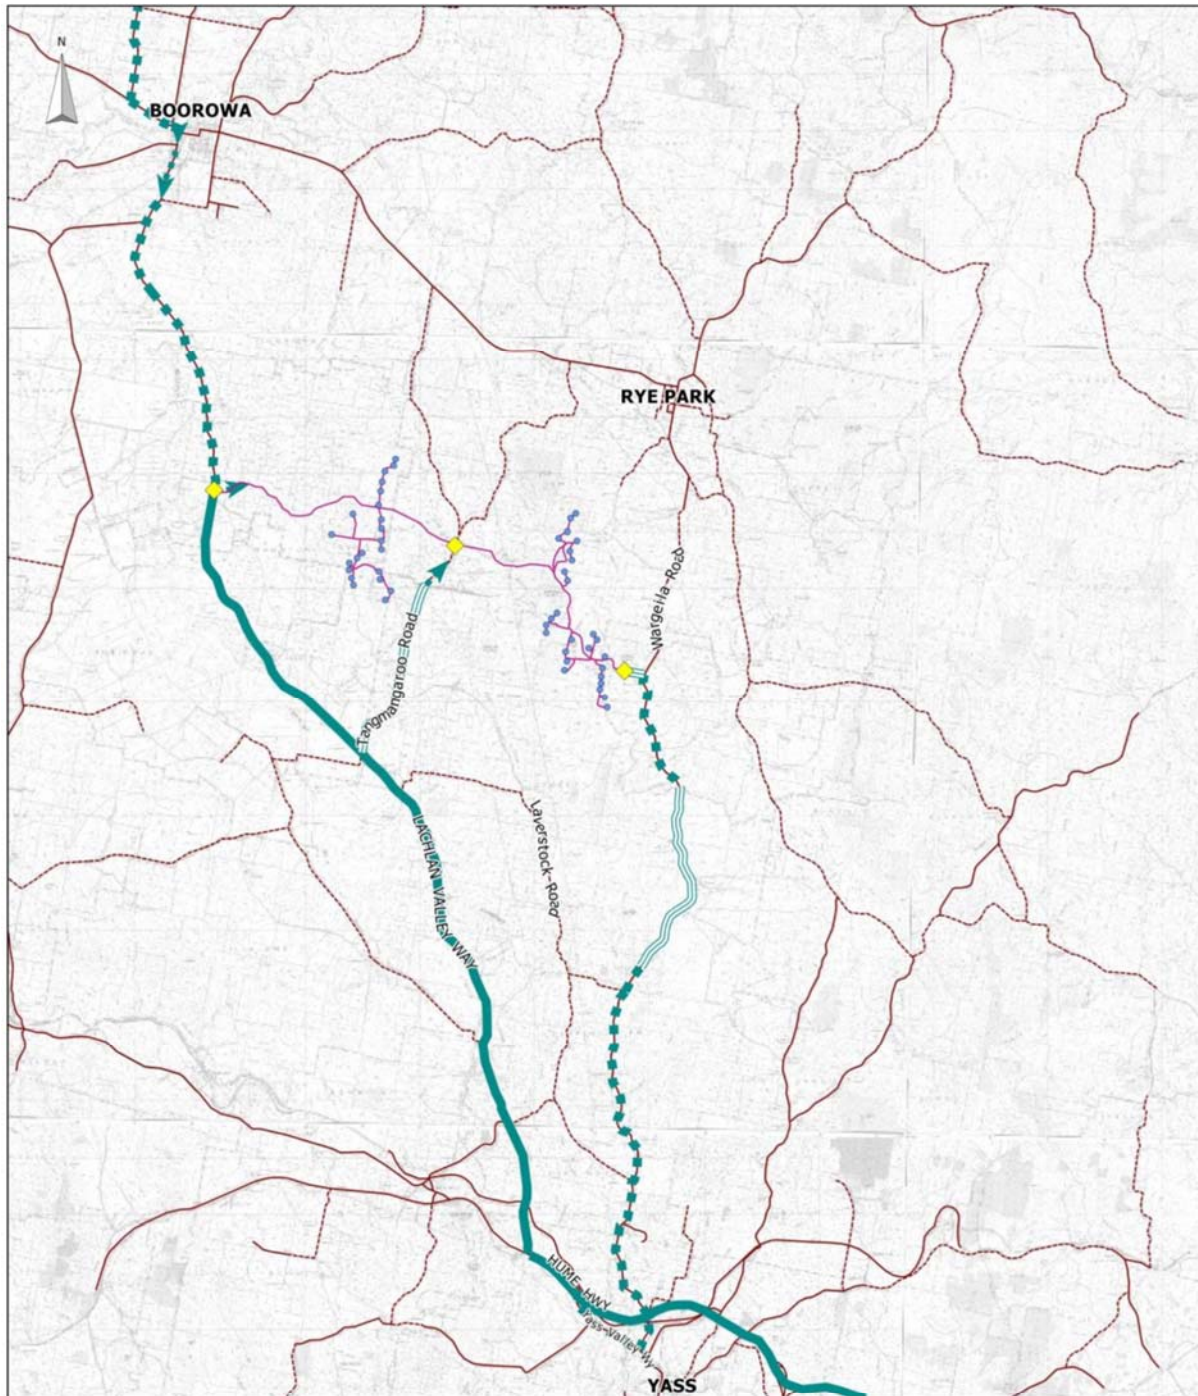 N
BOOROWA
RYE PARK
Wargeila-Road
Tangmangaroo Road
Laverstock-Road
LACHLAN VALLEY WAY
HUME HWY
Yass-Valley-Wy
YASS